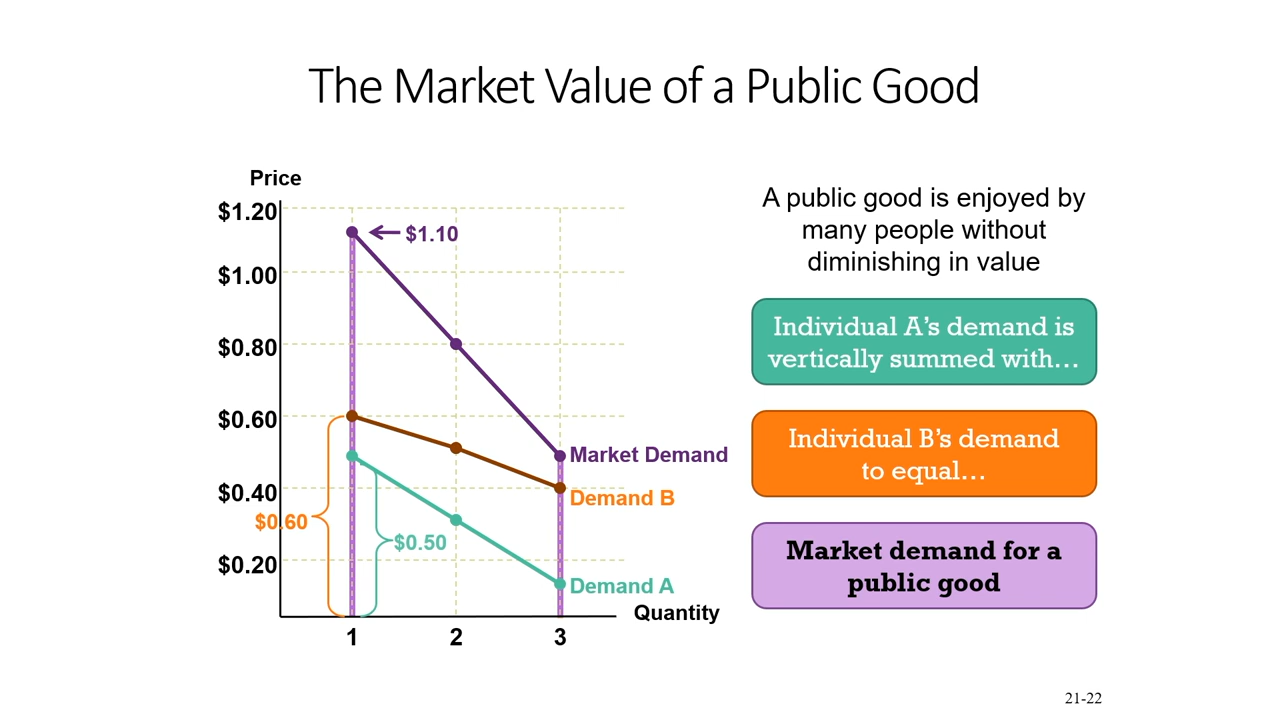 The Market Value of a Public Good
Price
$1.20
$1.10
$1.00
$0.80
$0.60
Market Demand
$0.40
Demand B
$0.60
$0.50
$0.20
Demand A
Quantity
1 2 3
A public good is enjoyed by
many people without
diminishing in value
Individual A's demand is
vertically summed with…
Individual B's demand
to equal…
Market demand for a
public good
21-22